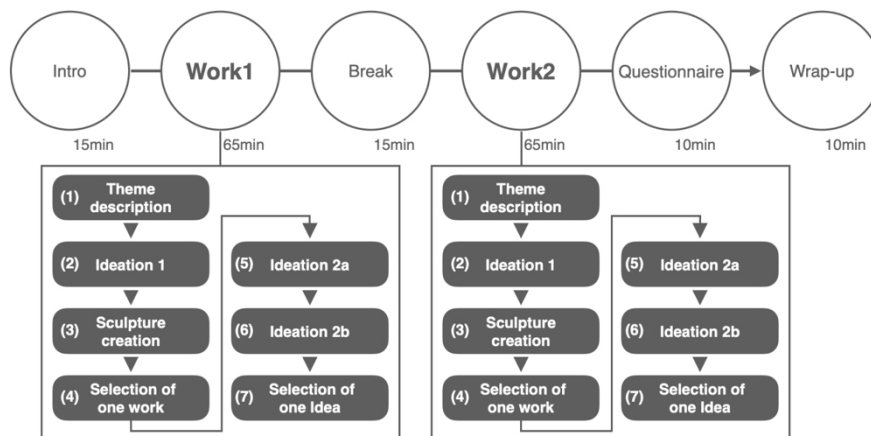 Intro
Work1
Break
Work2
Questionnaire
Wrap-up
15min
65min
15min
65min
10min
10min
(1) Theme
description
(2) Ideation 1
(3) Sculpture
creation
(4) Selection of
one work
(5) Ideation 2a
(6) Ideation 2b
(7) Selection of
one Idea
(1) Theme
description
(2) Ideation 1
(3) Sculpture
creation
(4) Selection of
one work
(5) Ideation 2a
(6) Ideation 2b
(7) Selection of
one Idea